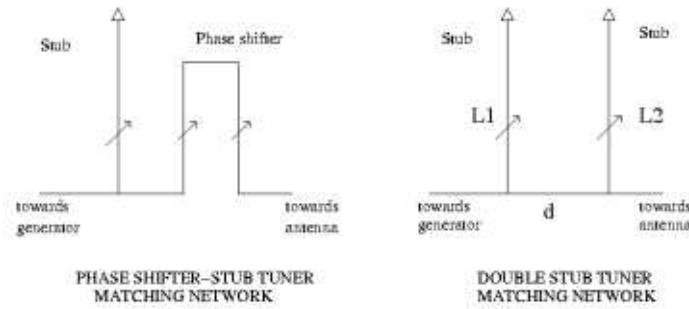 Stub
Phase shifter
towards
generator
towards
antenna
PHASE SHIFTER-STUB TUNER
MATCHING NETWORK
Stub
Stub
L1
L2
towards
generator
d
towards
antenna
DOUBLE STUB TUNER
MATCHING NETWORK